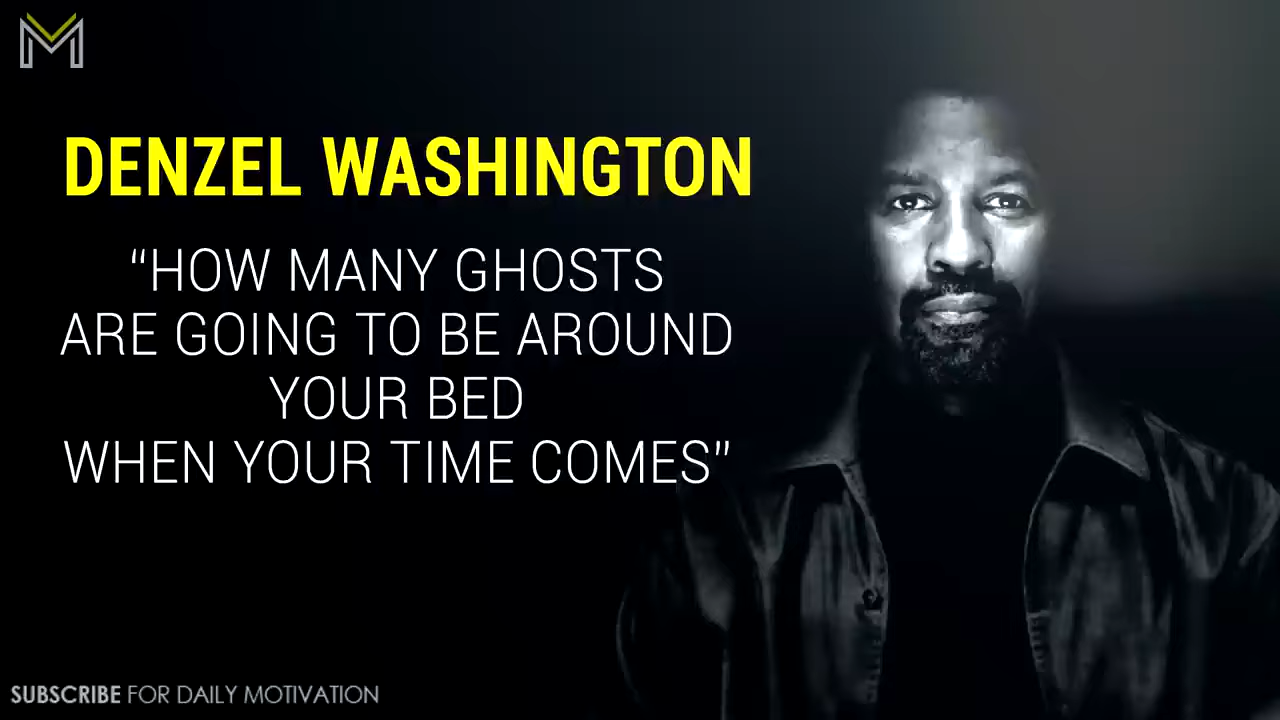 DENZEL WASHINGTON
“HOW MANY GHOSTS
ARE GOING TO BE AROUND
YOUR BED
WHEN YOUR TIME COMES”
SUBSCRIBE FOR DAILY MOTIVATION